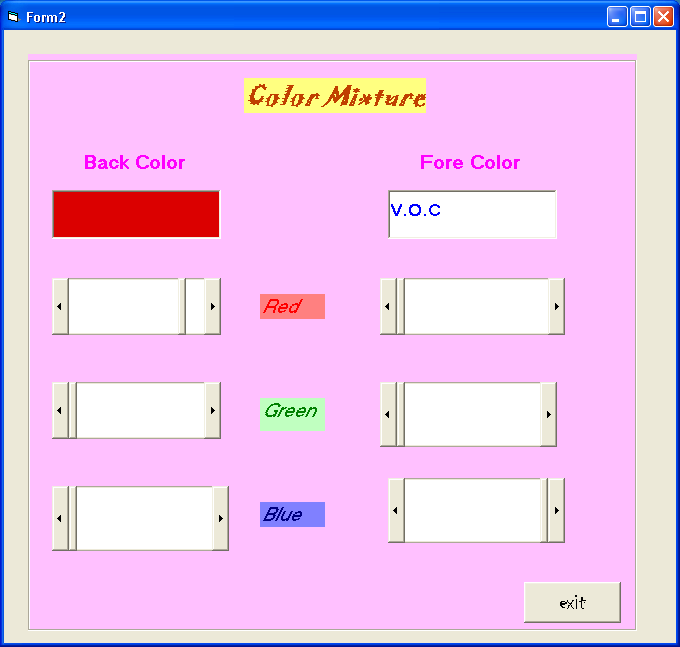 Form2
Color Mixture
Back Color
Fore Color
V.O.C
Red
Green
Blue
exit